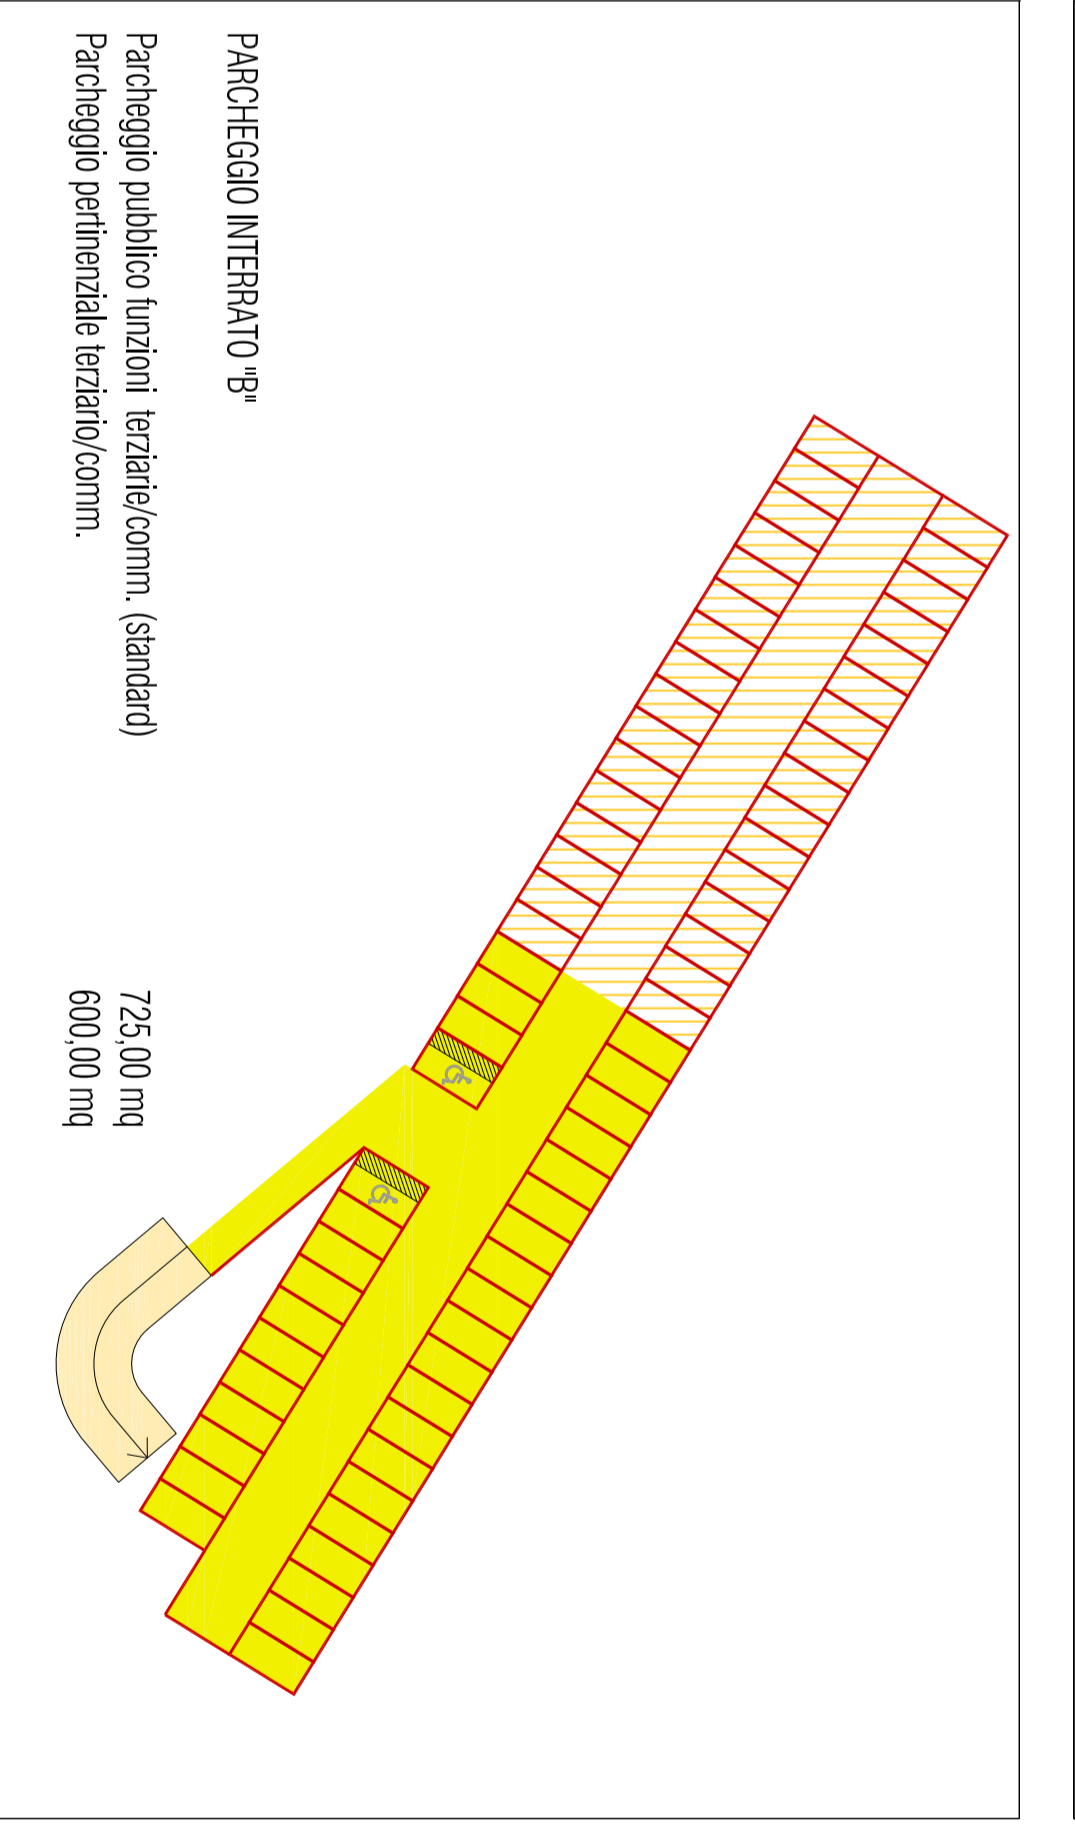 PARCHEGGIO INTERRATO "B"
Parcheggio pubblico funzioni terziarie/comm. (standard) 725,00 mq
Parcheggio pertinenziale terziario/comm. 600,00 mq